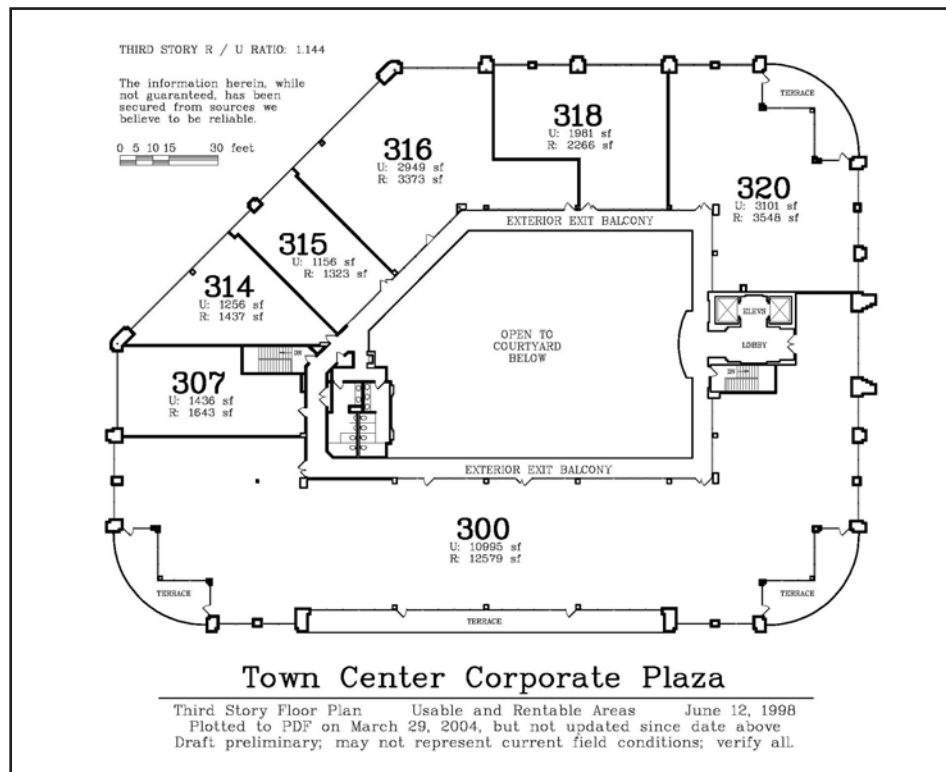 THIRD STORY R / U RATIO: 1.144
The information herein, while
not guaranteed, has been
secured from sources we
believe to be reliable.
0 5 10 15 30 feet
TERRACE
318
U: 1981 sf
R: 2266 sf
316
U: 2949 sf
R: 3373 sf
320
U: 3101 sf
R: 3548 sf
EXTERIOR EXIT BALCONY
315
U: 1156 sf
R: 1323 sf
314
U: 1256 sf
R: 1437 sf
ELEVS
LOBBY
OPEN TO
COURTYARD
BELOW
DN
DN
307
U: 1436 sf
R: 1643 sf
EXTERIOR EXIT BALCONY
300
U: 10995 sf
R: 12579 sf
TERRACE
TERRACE
TERRACE
Town Center Corporate Plaza
Third Story Floor Plan Usable and Rentable Areas June 12, 1998
Plotted to PDF on March 29, 2004, but not updated since date above
Draft preliminary; may not represent current field conditions; verify all.